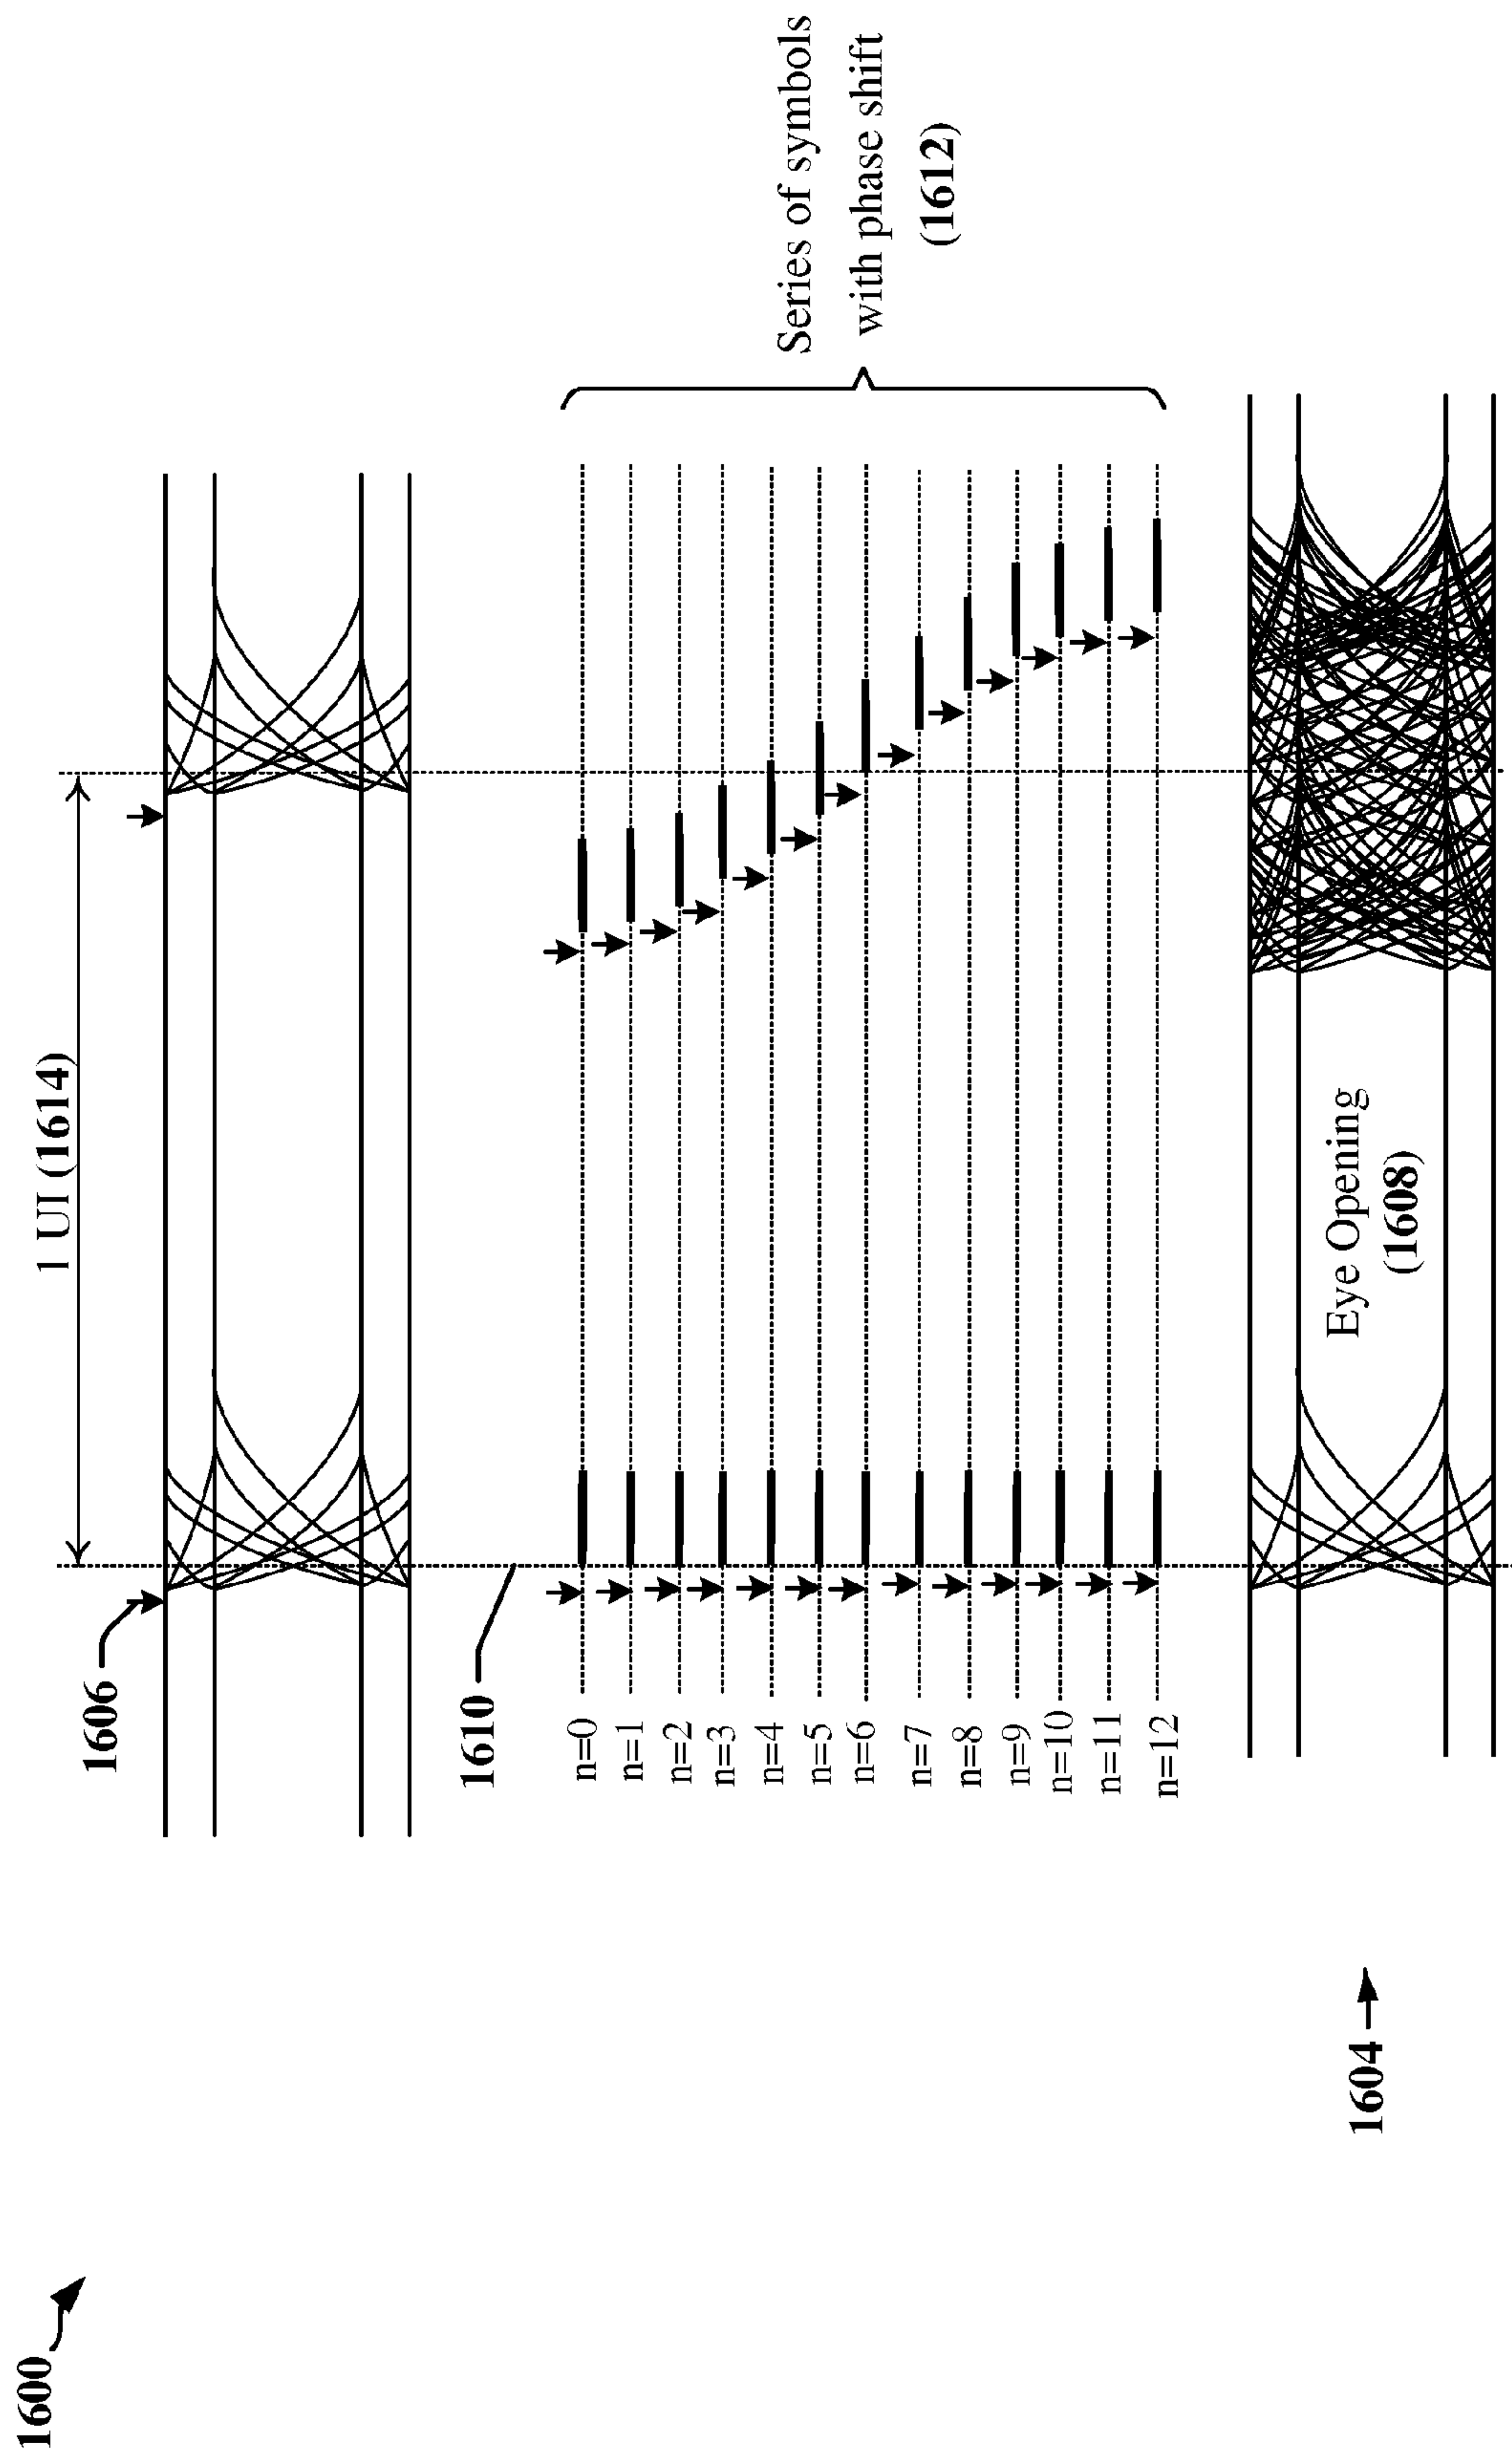 1600
1606
1 UI (1614)
1610
n=0
n=1
n=2
n=3
n=4
n=5
n=6
n=7
n=8
n=9
n=10
n=11
n=12
Series of symbols
with phase shift
(1612)
1604
Eye Opening
(1608)